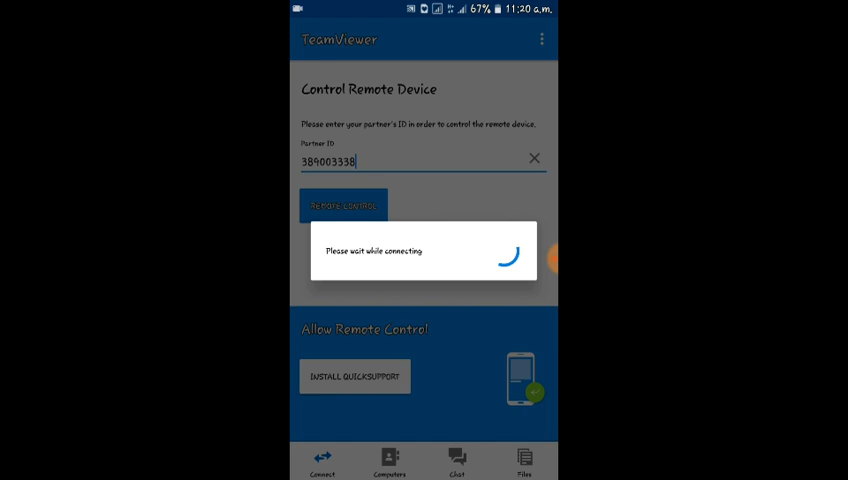 67% 11:20 a.m.
TeamViewer
Control Remote Device
Please enter your partner's ID in order to control the remote device.
Partner ID
389003338
REMOTE CONTROL
Please wait while connecting
Allow Remote Control
INSTALL QUICKSUPPORT
Connect Computers Chat Files